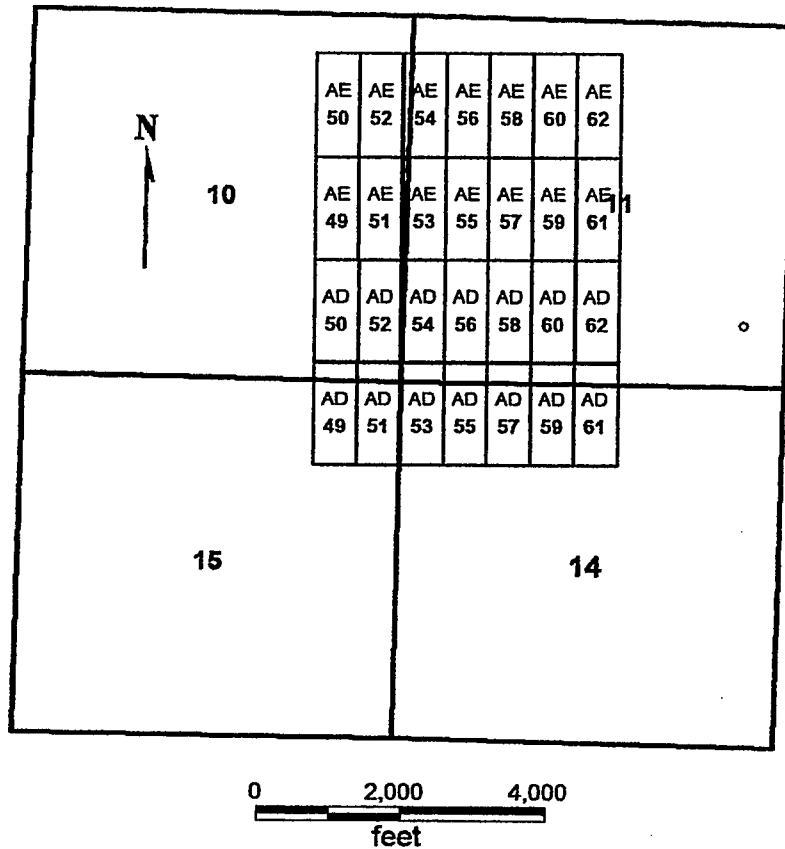 AE AE AE AE AE AE AE
50 52 54 56 58 60 62
N
10
AE AE AE AE AE AE AE
11
49 51 53 55 57 59 61
AD AD AD AD AD AD AD
50 52 54 56 58 60 62
AD AD AD AD AD AD AD
49 51 53 55 57 59 61
15
14
0 2,000 4,000
feet